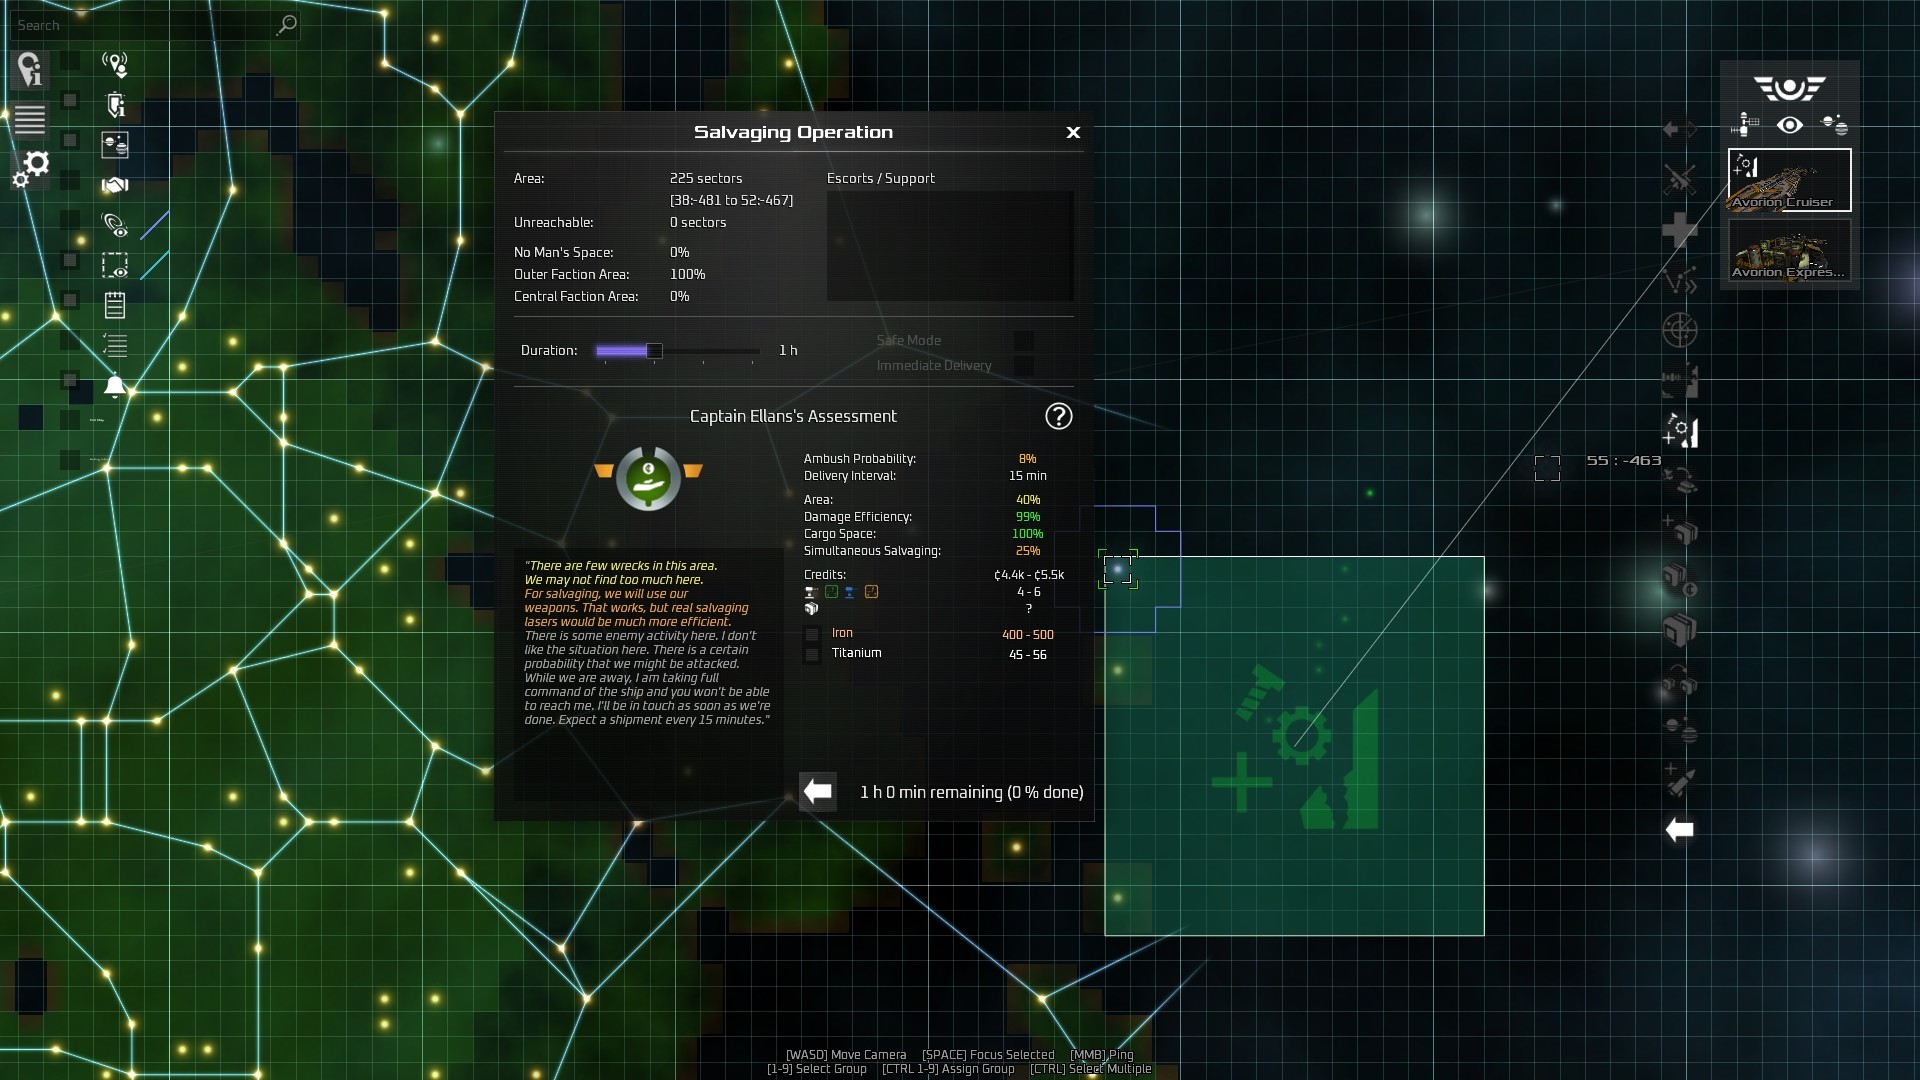 Search
Salvaging Operation
X
Area:
225 sectors
[38:-481 to 52:-467]
Unreachable:
0 sectors
No Man's Space:
0%
Outer Faction Area:
100%
Central Faction Area:
0%
Escorts / Support
Duration:
1 h
Safe Mode
Immediate Delivery
Captain Ellans's Assessment
?
Ambush Probability:
8%
Delivery Interval:
15 min
Area:
40%
Damage Efficiency:
99%
Cargo Space:
100%
Simultaneous Salvaging:
25%
Credits:
¢4.4k - ¢5.5k
4 - 6
?
Iron
400 - 500
Titanium
45 - 56
"There are few wrecks in this area.
We may not find too much here.
For salvaging, we will use our
weapons. That works, but real salvaging
lasers would be much more efficient.
There is some enemy activity here. I don't
like the situation here. There is a certain
probability that we might be attacked.
While we are away, I am taking full
command of the ship and you won't be able
to reach me. I'll be in touch as soon as we're
done. Expect a shipment every 15 minutes."
1 h 0 min remaining (0 % done)
Avorion Cruiser
Avorion Expres...
55 : -463
[WASD] Move Camera [SPACE] Focus Selected [MMB] Ping
[1-9] Select Group [CTRL 1-9] Assign Group [CTRL] Select Multiple